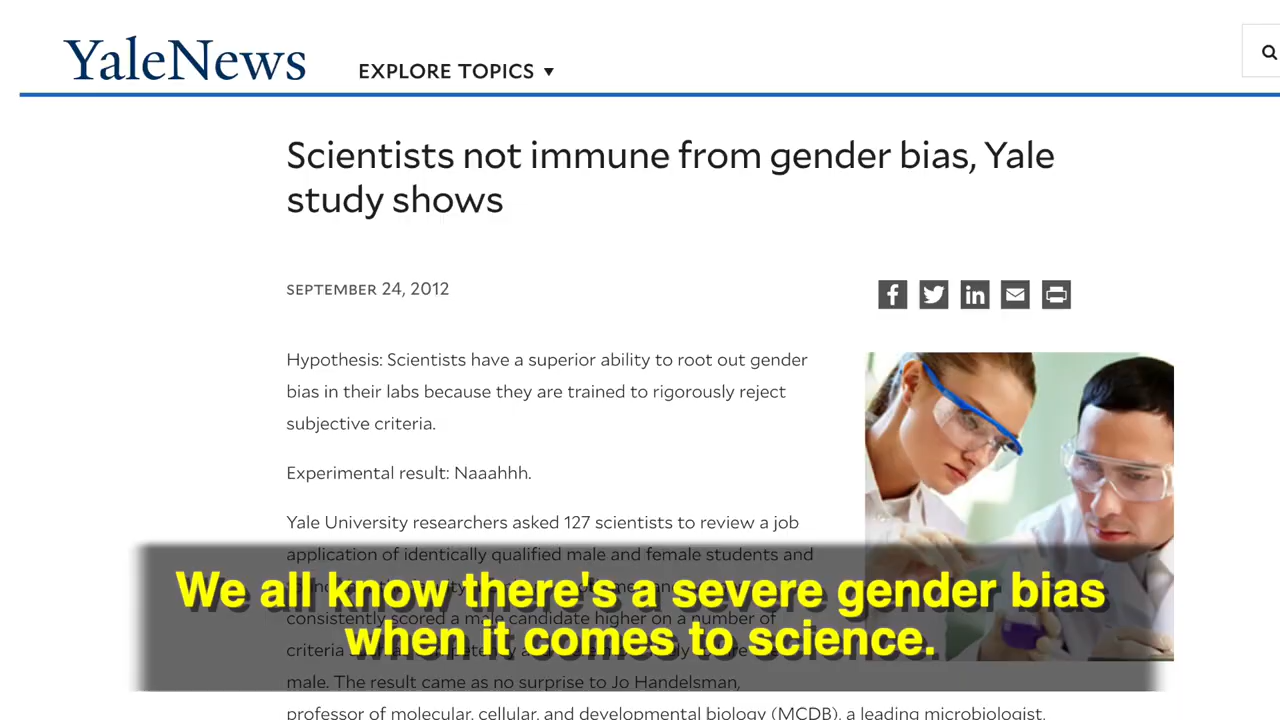 YaleNews
EXPLORE TOPICS ▼
Scientists not immune from gender bias, Yale
study shows
SEPTEMBER 24, 2012
Hypothesis: Scientists have a superior ability to root out gender
bias in their labs because they are trained to rigorously reject
subjective criteria.
Experimental result: Naaahhh.
Yale University researchers asked 127 scientists to review a job
application of identically qualified male and female students and
consistently scored a male candidate higher on a number of
criteria
male. The result came as no surprise to Jo Handelsman,
professor of molecular, cellular, and developmental biology (MCDB), a leading microbiologist,
We all know there's a severe gender bias
when it comes to science.